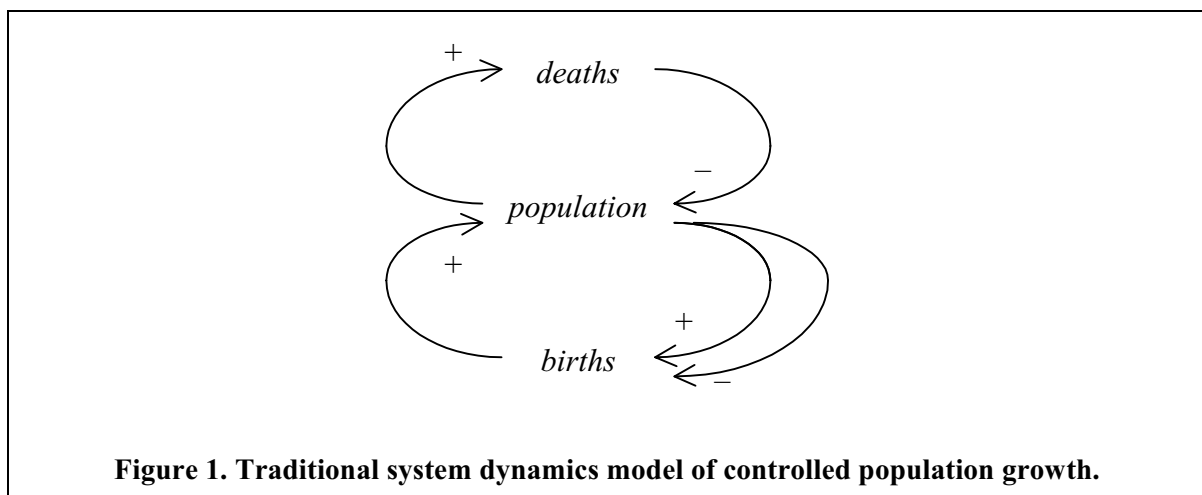 +
deaths
−
population
+
+
births
−
Figure 1. Traditional system dynamics model of controlled population growth.